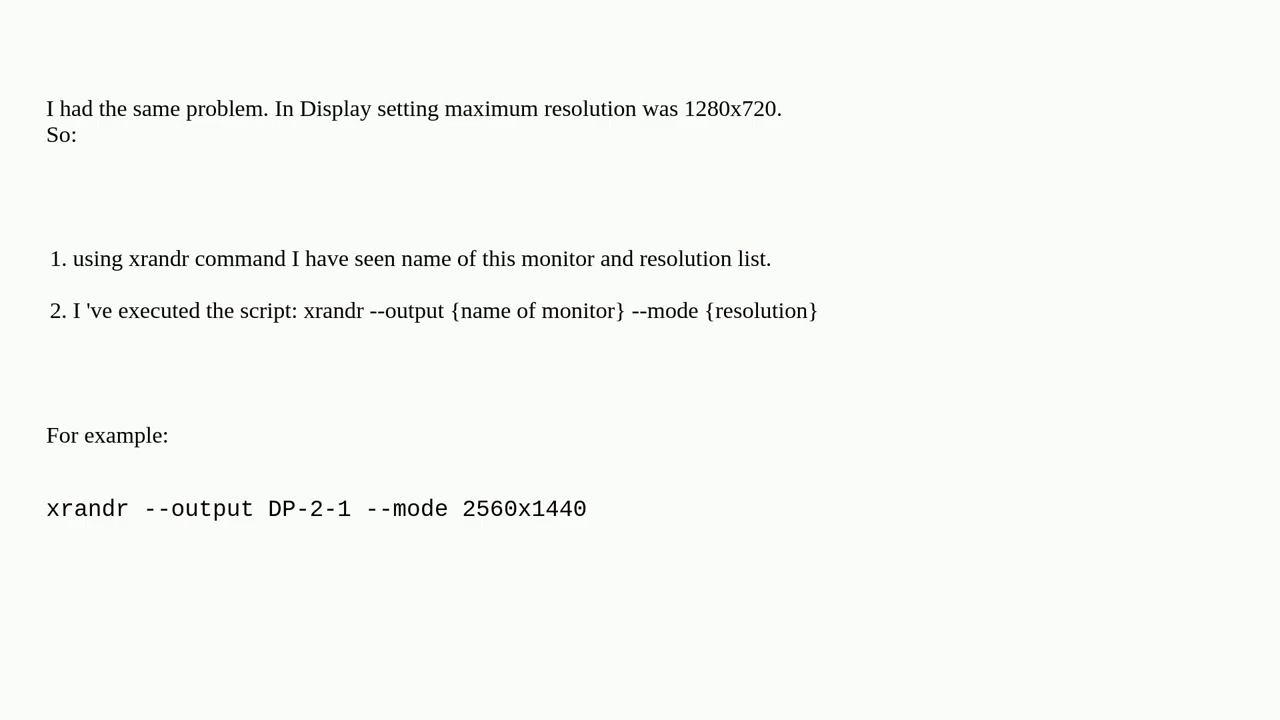 I had the same problem. In Display setting maximum resolution was 1280x720.
So:
1. using xrandr command I have seen name of this monitor and resolution list.
2. I 've executed the script: xrandr --output {name of monitor} --mode {resolution}
For example:
xrandr --output DP-2-1 --mode 2560x1440